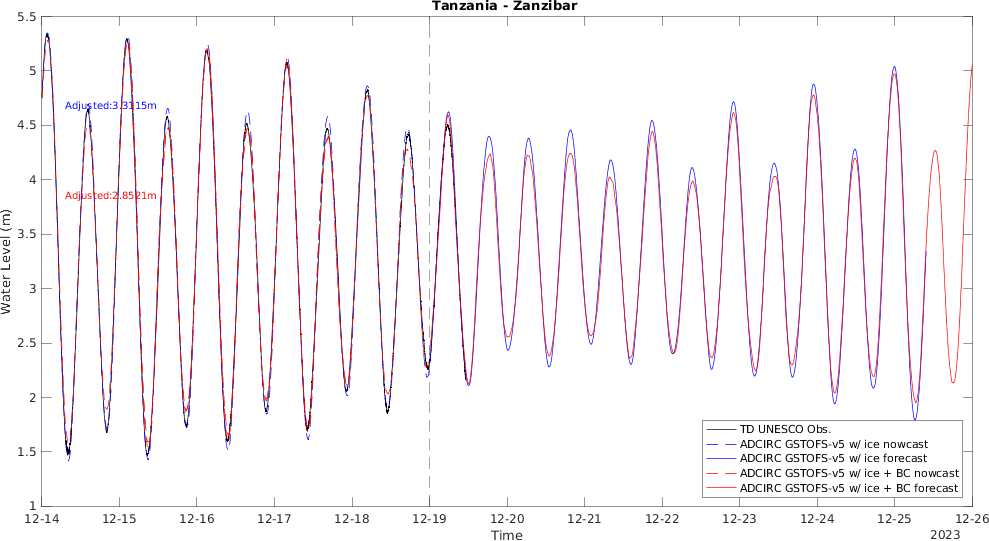 Tanzania - Zanzibar
5.5
5
4.5
4
3.5
3
2.5
2
1.5
1
Water Level (m)
Adjusted:3.3115m
Adjusted:2.8521m
TD UNESCO Obs.
ADCIRC GSTOFS-v5 w/ ice nowcast
ADCIRC GSTOFS-v5 w/ ice forecast
ADCIRC GSTOFS-v5 w/ ice + BC nowcast
ADCIRC GSTOFS-v5 w/ ice + BC forecast
12-14 12-15 12-16 12-17 12-18 12-19 12-20 12-21 12-22 12-23 12-24 12-25 12-26
Time
2023